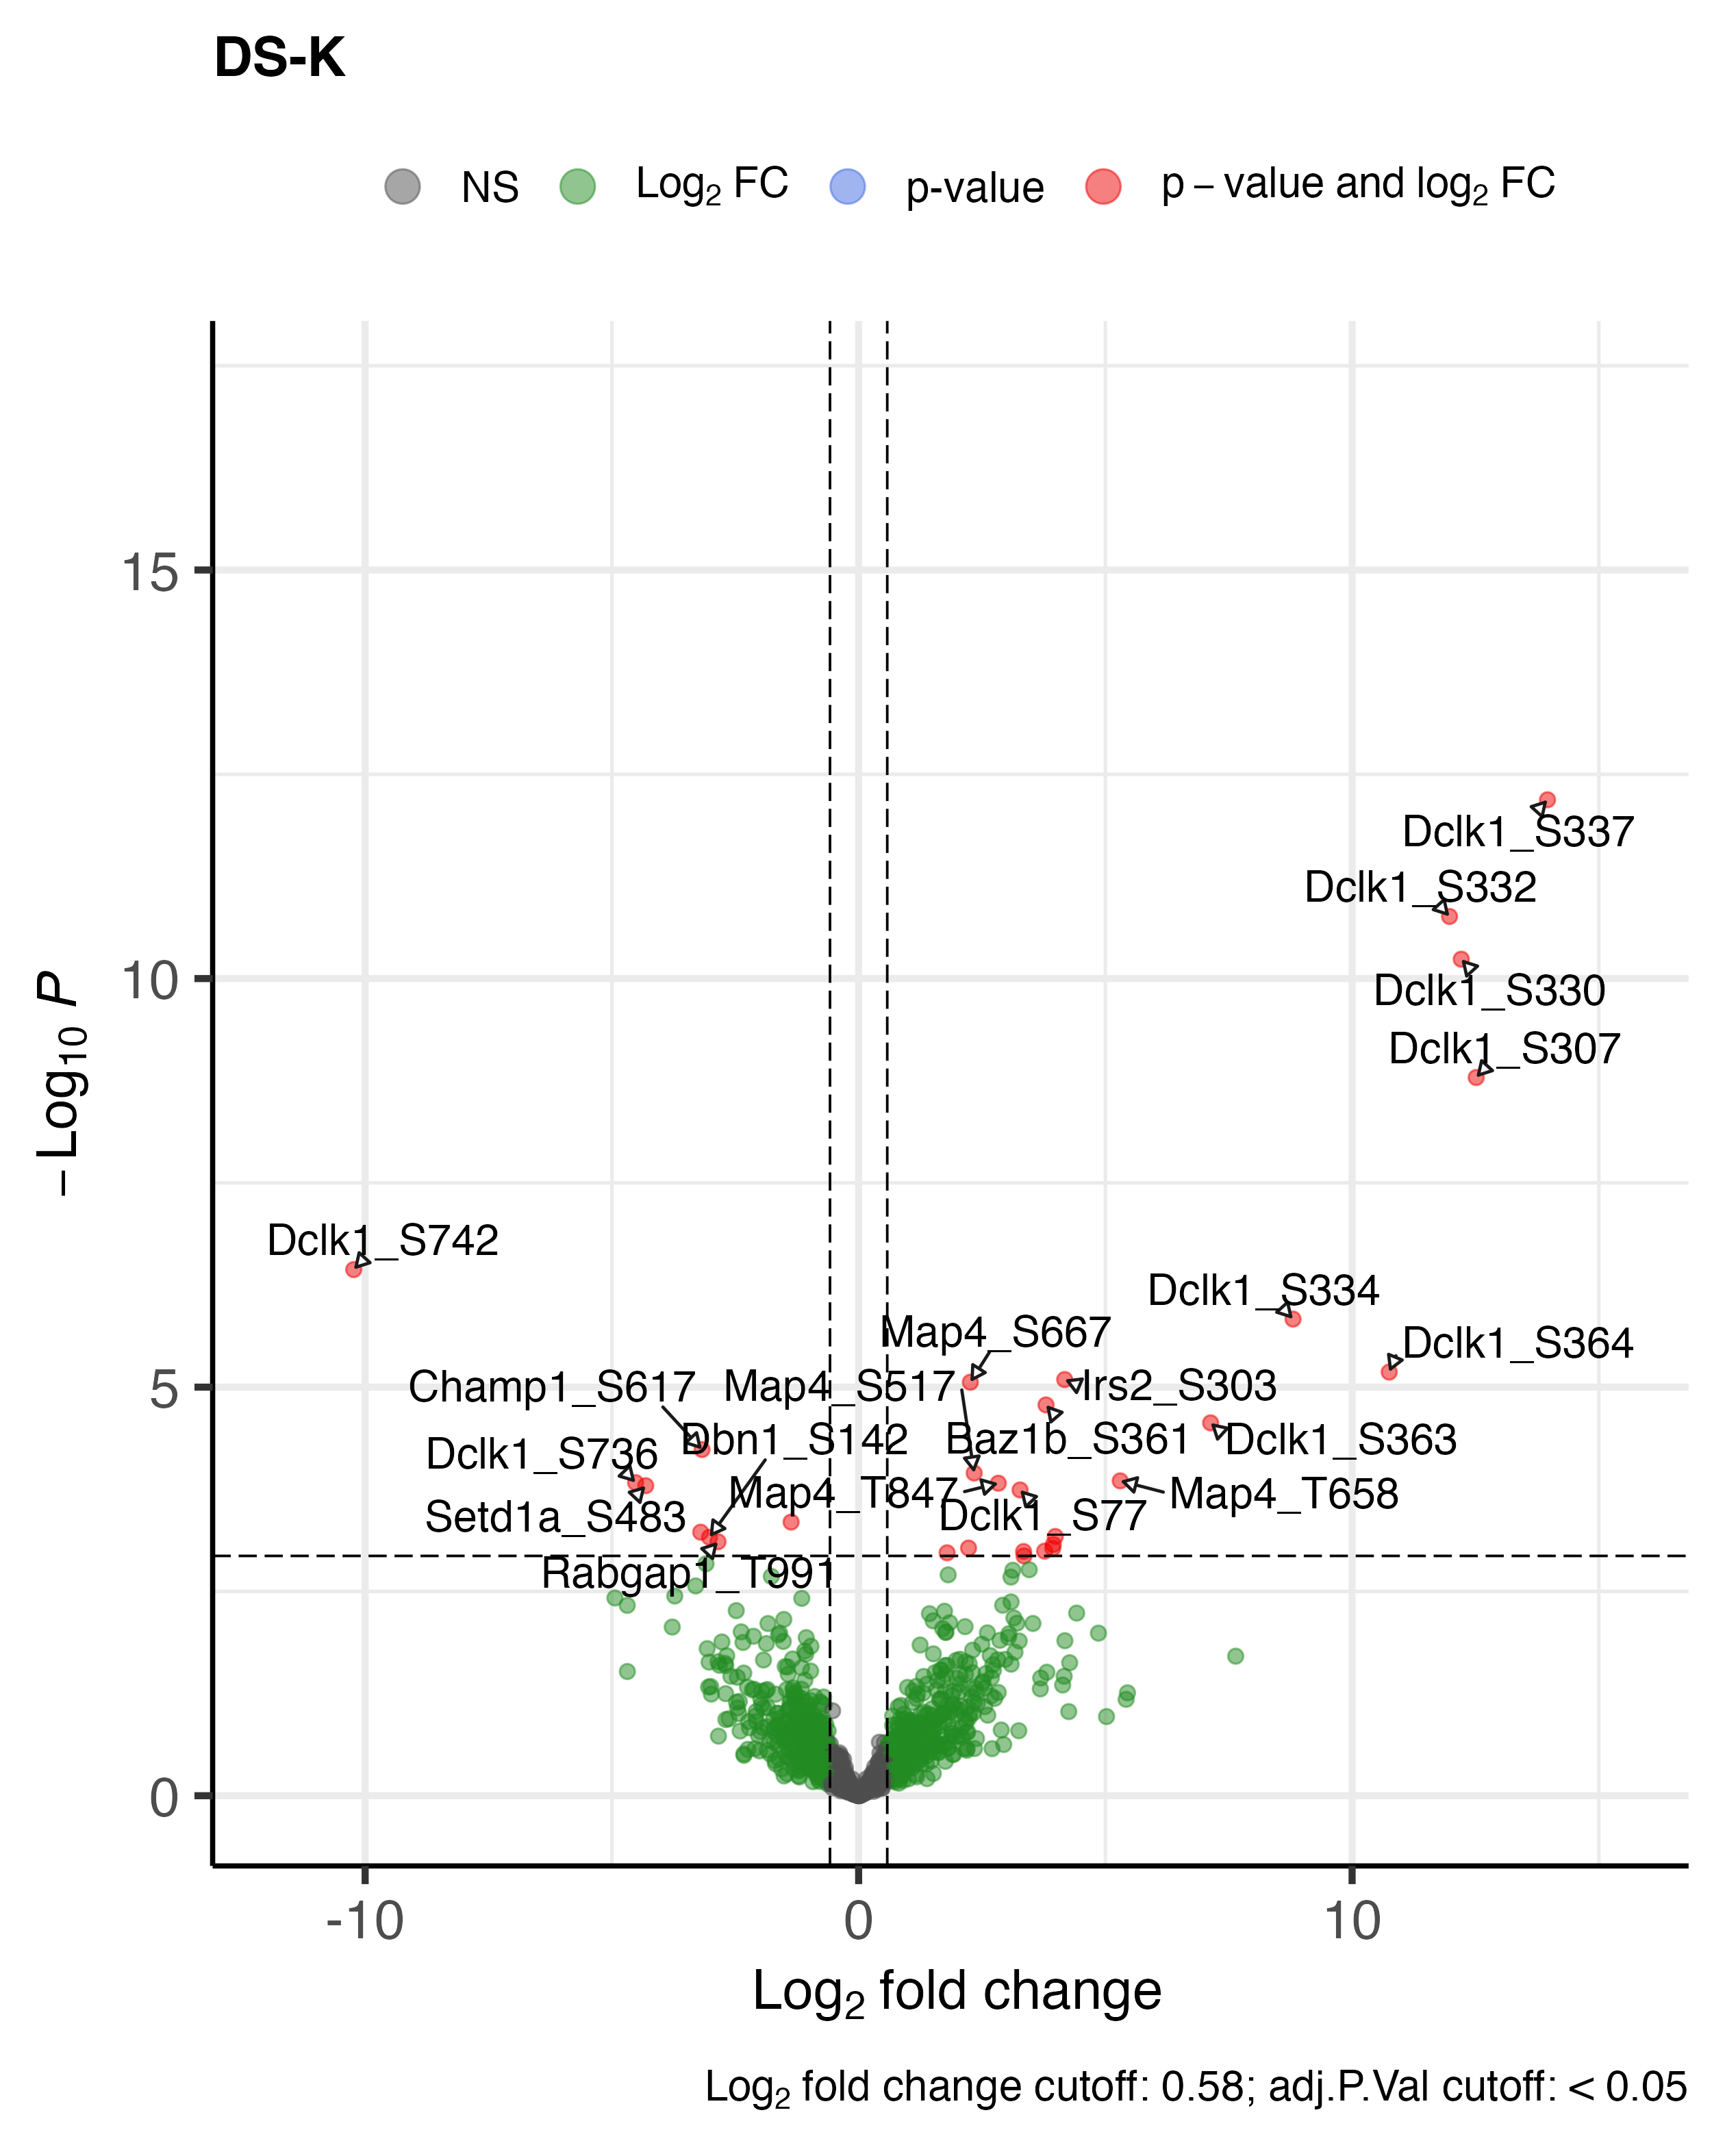 DS-K
NS Log₂ FC p-value p – value and log₂ FC
15
10
5
0
– Log₁₀ P
Dclk1_S337
Dclk1_S332
Dclk1_S330
Dclk1_S307
Dclk1_S742
Dclk1_S334
Map4_S667
Dclk1_S364
Champ1_S617
Map4_S517
Irs2_S303
Dclk1_S736
Dbn1_S142
Baz1b_S361
Dclk1_S363
Map4_T847
Map4_T658
Setd1a_S483
Dclk1_S77
Rabgap1_T991
-10 0 10
Log₂ fold change
Log₂ fold change cutoff: 0.58; adj.P.Val cutoff: < 0.05